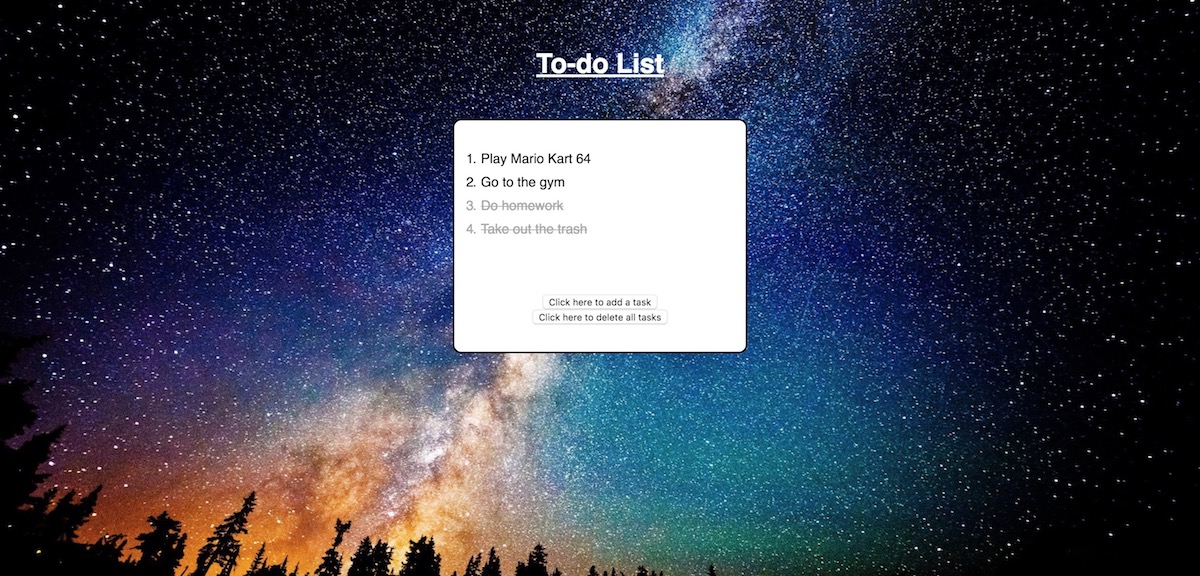 To-do List
1. Play Mario Kart 64
2. Go to the gym
3. Do homework
4. Take out the trash
Click here to add a task
Click here to delete all tasks